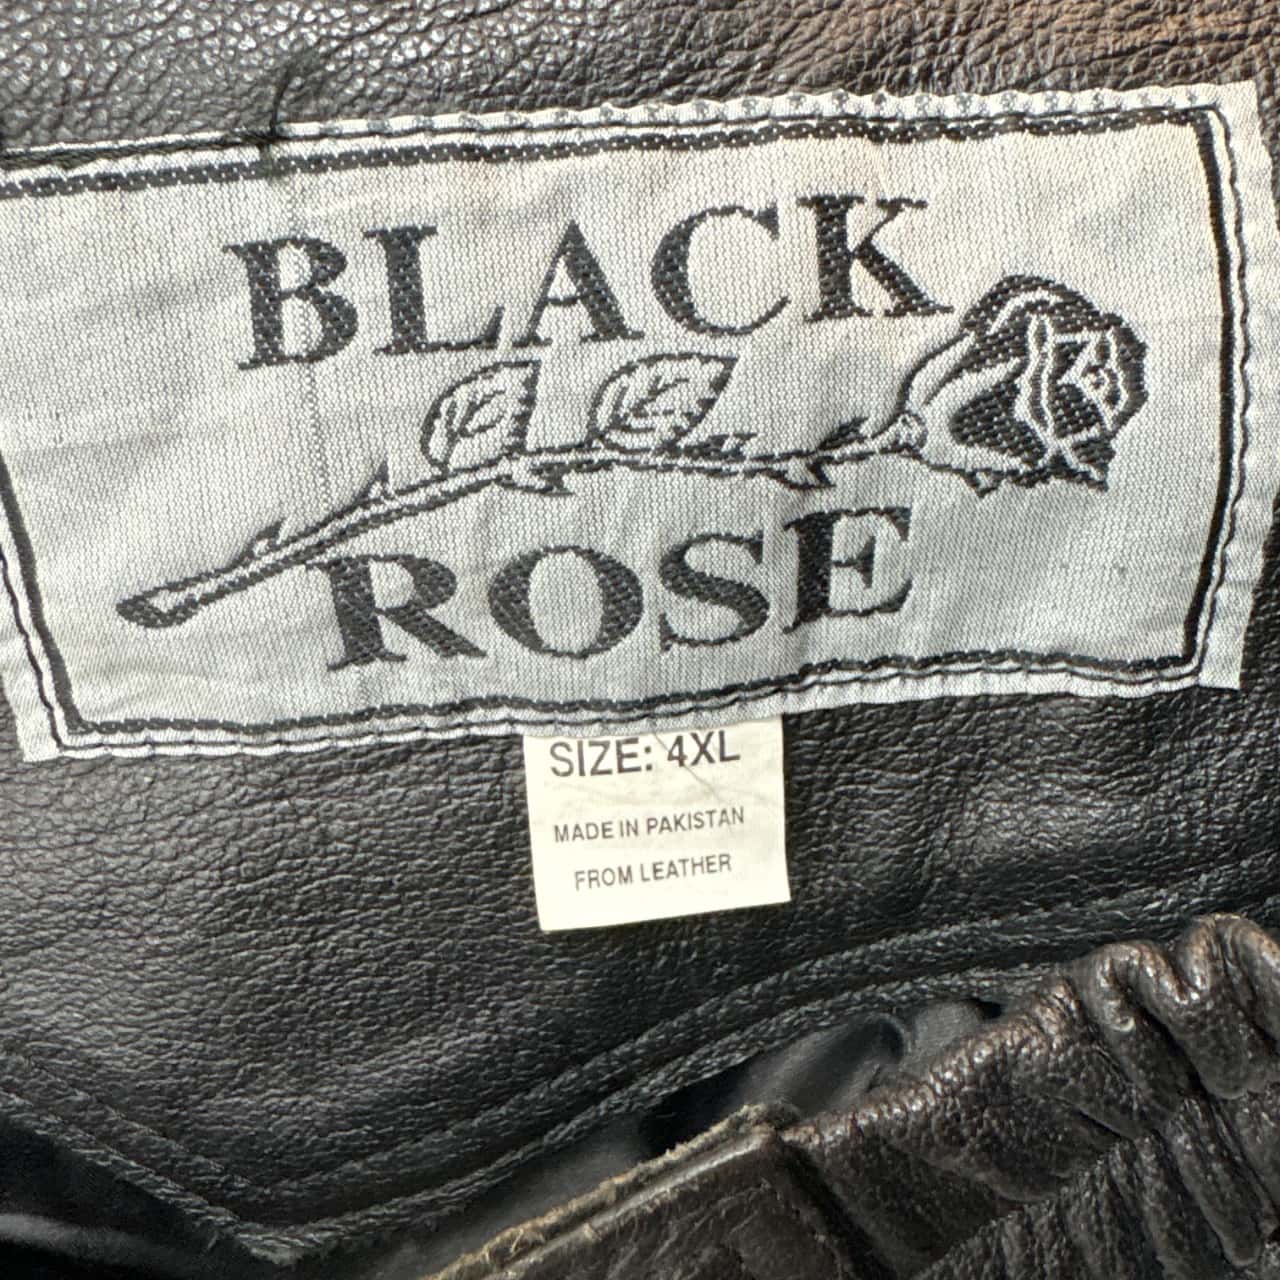 BLACK
ROSE
SIZE: 4XL
MADE IN PAKISTAN
FROM LEATHER